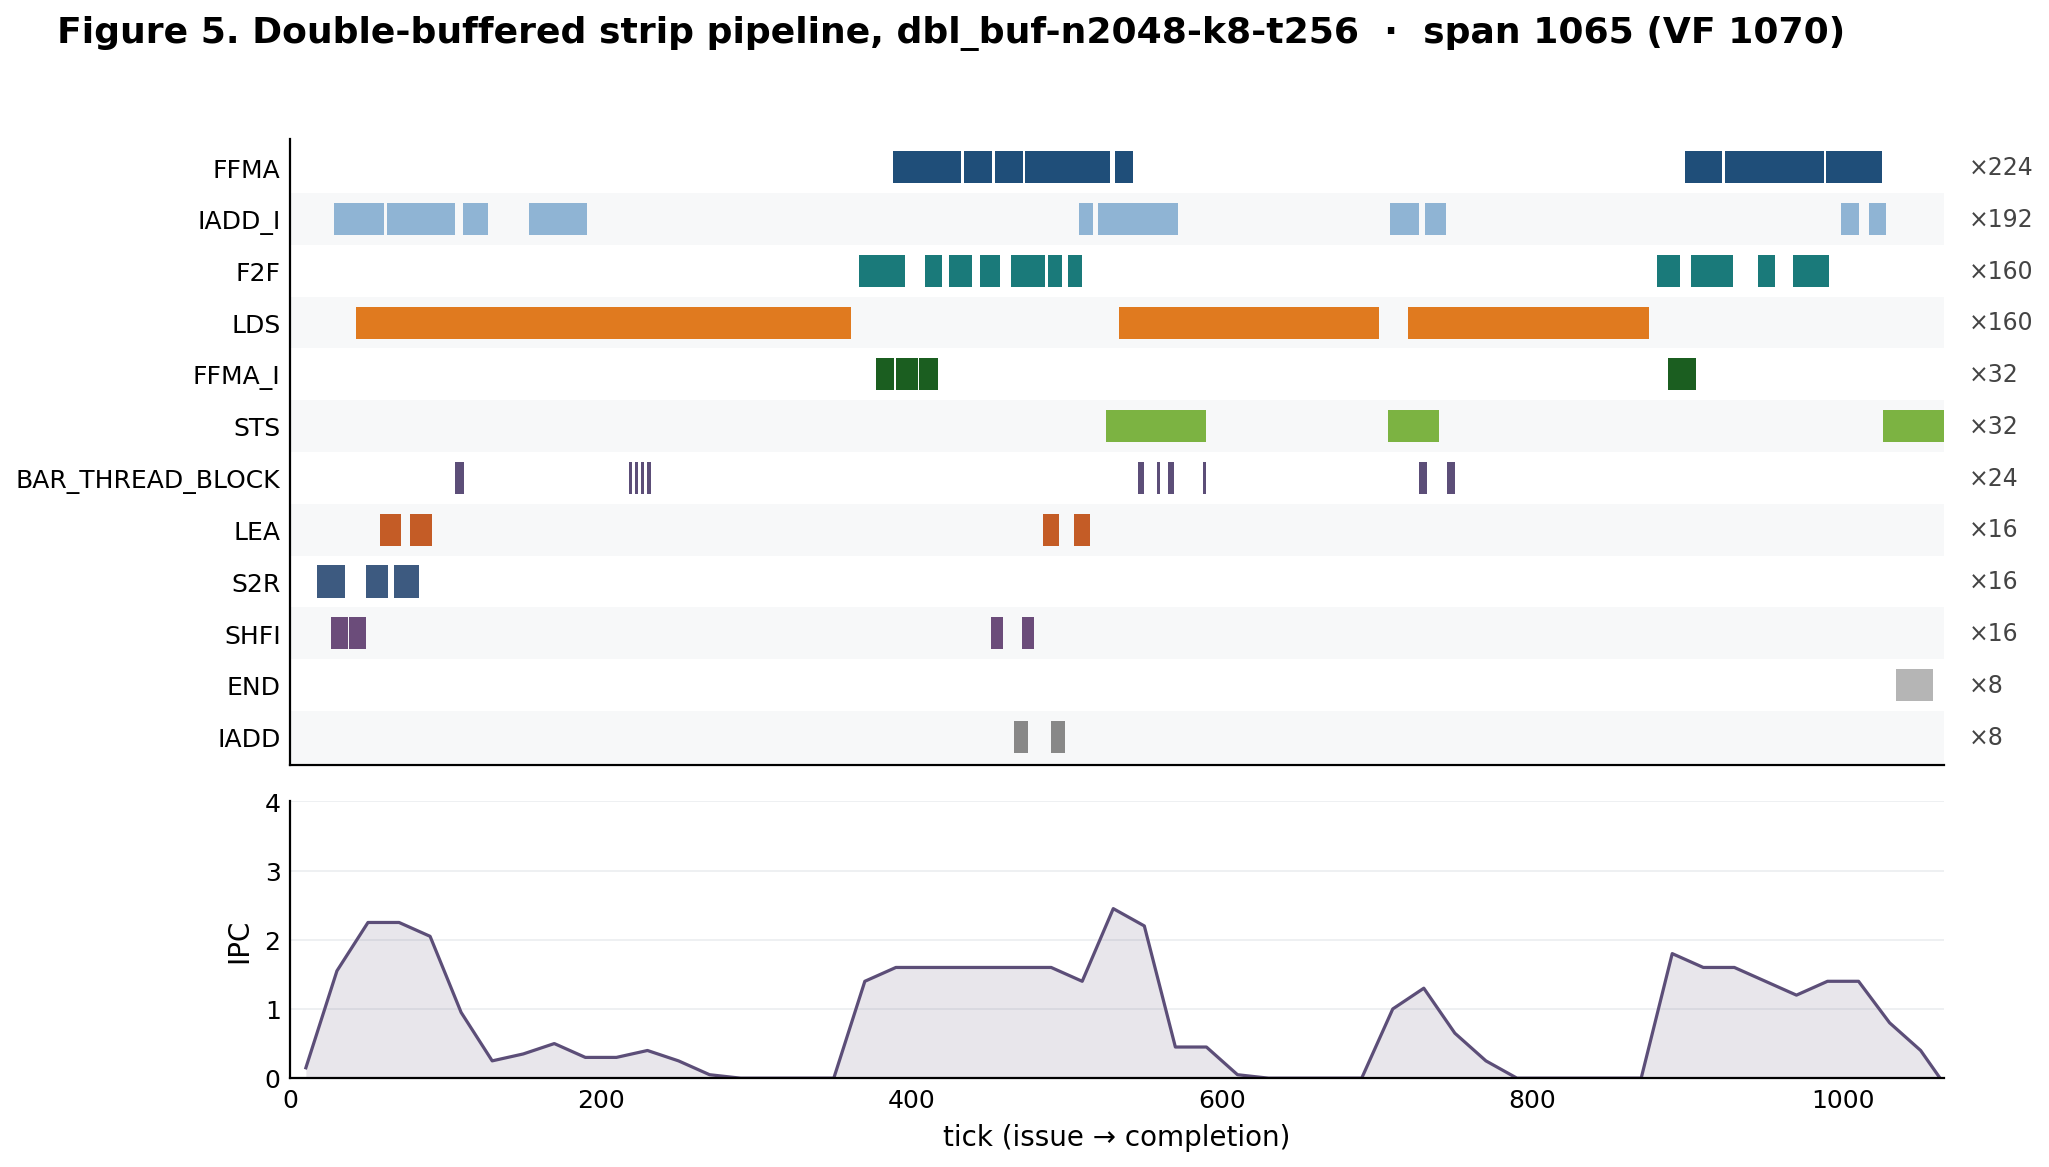 Figure 5. Double-buffered strip pipeline, dbl_buf-n2048-k8-t256 · span 1065 (VF 1070)
FFMA ×224
IADD_I ×192
F2F ×160
LDS ×160
FFMA_I ×32
STS ×32
BAR_THREAD_BLOCK ×24
LEA ×16
S2R ×16
SHFI ×16
END ×8
IADD ×8
4
3
2
1
0
IPC
0 200 400 600 800 1000
tick (issue → completion)